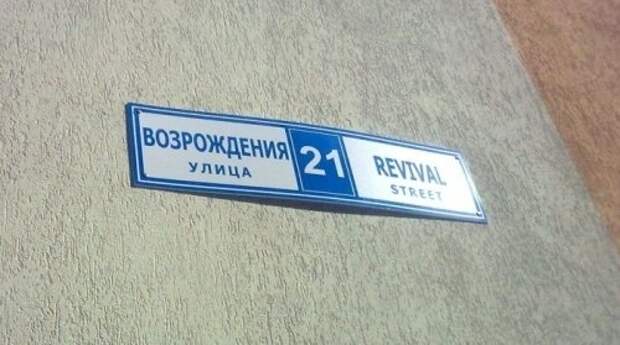 ВОЗРОЖДЕНИЯ
УЛИЦА
21
REVIVAL
STREET